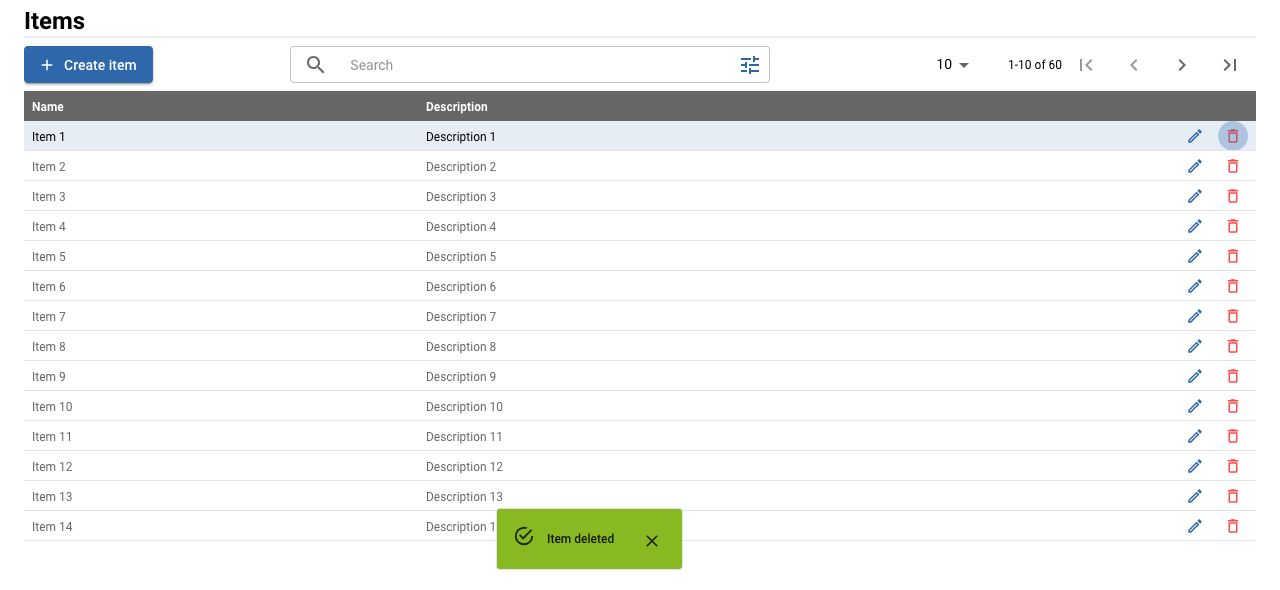 Items
Create item
Search
10
1-10 of 60
Name Description
Item 1 Description 1
Item 2 Description 2
Item 3 Description 3
Item 4 Description 4
Item 5 Description 5
Item 6 Description 6
Item 7 Description 7
Item 8 Description 8
Item 9 Description 9
Item 10 Description 10
Item 11 Description 11
Item 12 Description 12
Item 13 Description 13
Item 14 Description 1
Item deleted